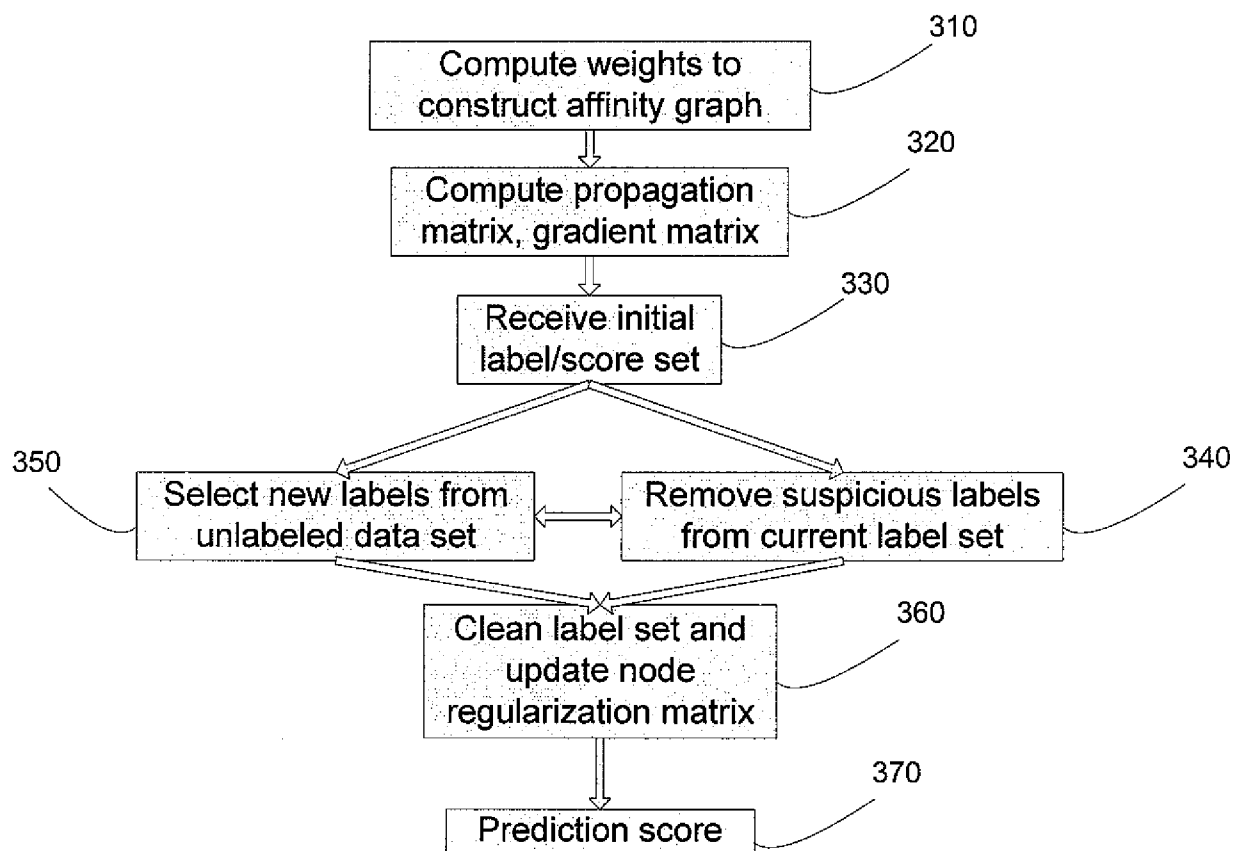 310
Compute weights to
construct affinity graph
320
Compute propagation
matrix, gradient matrix
330
Receive initial
label/score set
350
Select new labels from
unlabeled data set
340
Remove suspicious labels
from current label set
360
Clean label set and
update node
regularization matrix
370
Prediction score